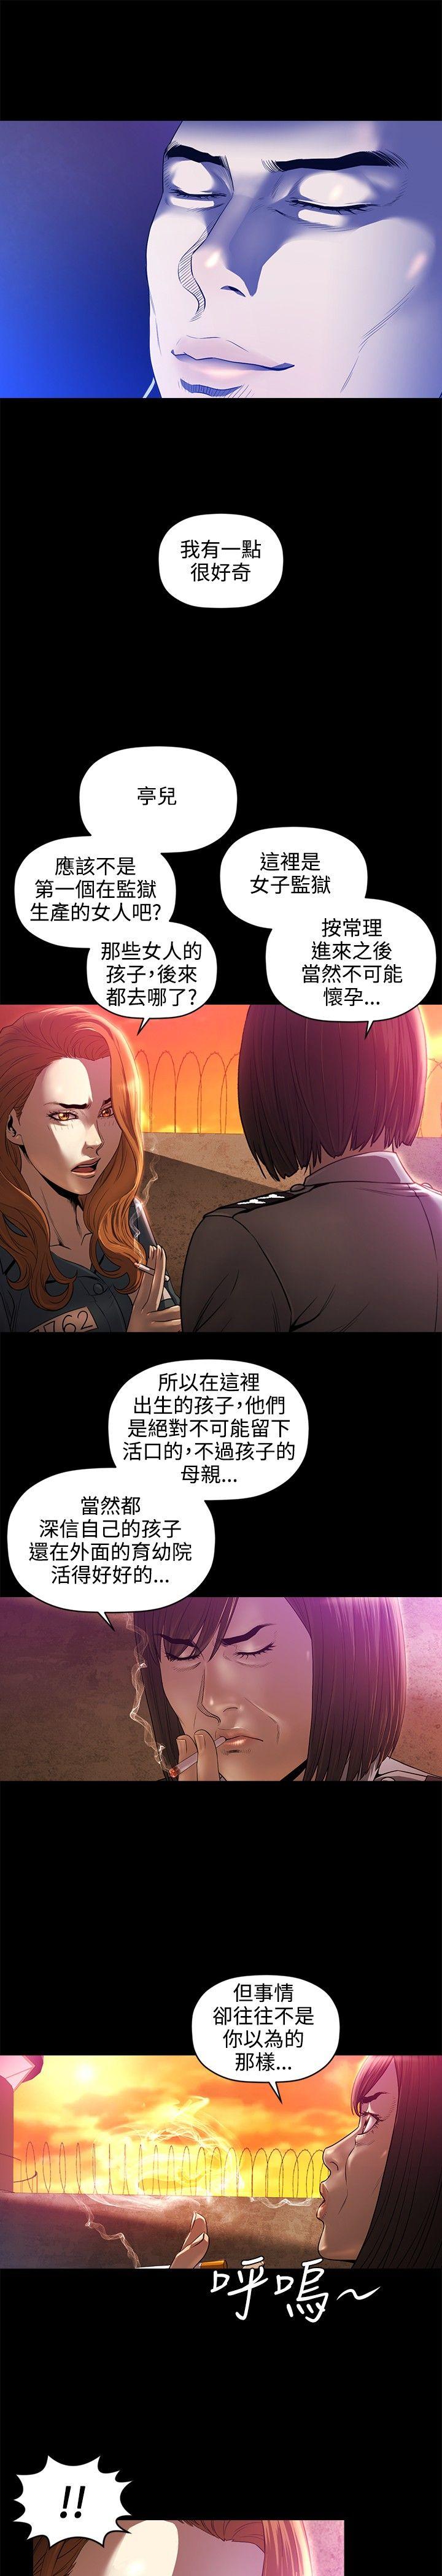 我有一點
很好奇
亭兒
應該不是
第一個在監獄
生產的女人吧?
那些女人的
孩子，後來
都去哪了?
這裡是
女子監獄
按常理
進來之後
當然不可能
懷孕...
所以在這裡
出生的孩子，他們
是絕對不可能留下
活口的，不過孩子的
母親...
當然都
深信自己的孩子
還在外面的育幼院
活得好好的...
但事情
卻往往不是
你以為的
那樣...
呼嗚~
!!